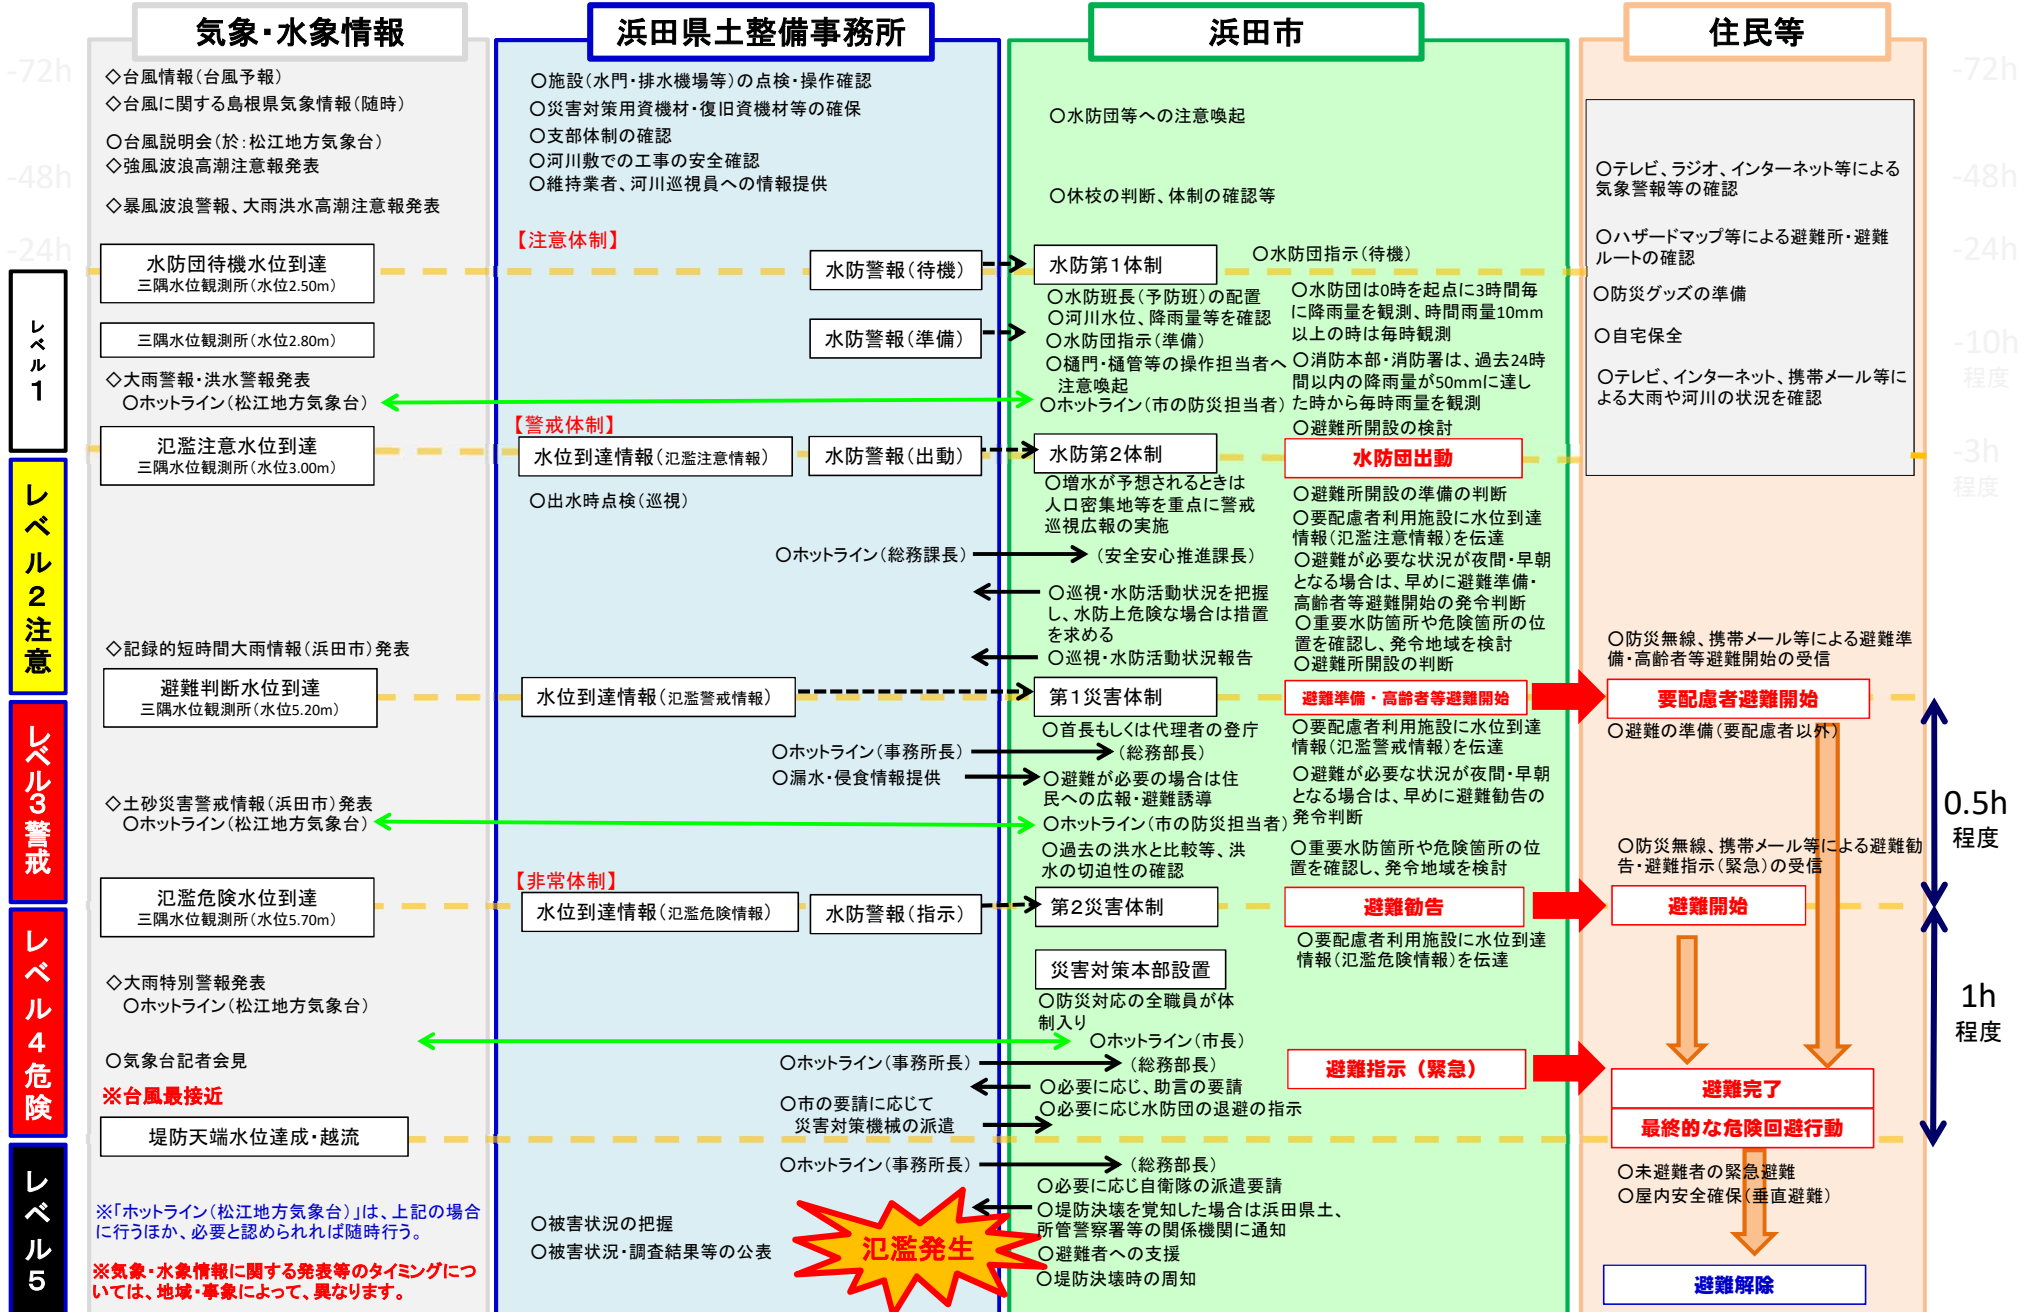 気象・水象情報
浜田県土整備事務所
浜田市
住民等
-72h
-48h
-24h
レベル1
レベル2注意
レベル3警戒
レベル4危険
レベル5
◇台風情報(台風予報)
◇台風に関する島根県気象情報(随時)
○台風説明会(於:松江地方気象台)
◇強風波浪高潮注意報発表
◇暴風波浪警報、大雨洪水高潮注意報発表
水防団待機水位到達
三隅水位観測所(水位2.50m)
三隅水位観測所(水位2.80m)
◇大雨警報・洪水警報発表
○ホットライン(松江地方気象台)
氾濫注意水位到達
三隅水位観測所(水位3.00m)
◇記録的短時間大雨情報(浜田市)発表
避難判断水位到達
三隅水位観測所(水位5.20m)
◇土砂災害警戒情報(浜田市)発表
○ホットライン(松江地方気象台)
氾濫危険水位到達
三隅水位観測所(水位5.70m)
◇大雨特別警報発表
○ホットライン(松江地方気象台)
○気象台記者会見
※台風最接近
堤防天端水位達成・越流
※「ホットライン(松江地方気象台)」は、上記の場合
に行うほか、必要と認められれば随時行う。
※気象・水象情報に関する発表等のタイミングにつ
いては、地域・事象によって、異なります。
○施設(水門・排水機場等)の点検・操作確認
○災害対策用資機材・復旧資機材等の確保
○支部体制の確認
○河川敷での工事の安全確認
○維持業者、河川巡視員への情報提供
【注意体制】
水防警報(待機)
水防警報(準備)
【警戒体制】
水位到達情報(氾濫注意情報)
水防警報(出動)
○出水時点検(巡視)
○ホットライン(総務課長)
水位到達情報(氾濫警戒情報)
○ホットライン(事務所長)
○漏水・侵食情報提供
【非常体制】
水位到達情報(氾濫危険情報)
水防警報(指示)
○ホットライン(事務所長)
○市の要請に応じて
災害対策機械の派遣
○ホットライン(事務所長)
○被害状況の把握
○被害状況・調査結果等の公表
氾濫発生
○水防団等への注意喚起
○休校の判断、体制の確認等
水防第1体制
○水防班長(予防班)の配置
○河川水位、降雨量等を確認
○水防団指示(準備)
○樋門・樋管等の操作担当者へ
注意喚起
○ホットライン(市の防災担当者)
水防第2体制
○増水が予想されるときは
人口密集地等を重点に警戒
巡視広報の実施
(安全安心推進課長)
○巡視・水防活動状況を把握
し、水防上危険な場合は措置
を求める
○巡視・水防活動状況報告
第1災害体制
○首長もしくは代理者の登庁
(総務部長)
○避難が必要の場合は住
民への広報・避難誘導
○ホットライン(市の防災担当者)
○過去の洪水と比較等、洪
水の切迫性の確認
第2災害体制
災害対策本部設置
○防災対応の全職員が体
制入り
○ホットライン(市長)
(総務部長)
○必要に応じ、助言の要請
○必要に応じ水防団の退避の指示
(総務部長)
○必要に応じ自衛隊の派遣要請
○堤防決壊を覚知した場合は浜田県土、
所管警察署等の関係機関に通知
○避難者への支援
○堤防決壊時の周知
○水防団指示(待機)
○水防団は0時を起点に3時間毎
に降雨量を観測、時間雨量10mm
以上の時は毎時観測
○消防本部・消防署は、過去24時
間以内の降雨量が50mmに達し
た時から毎時雨量を観測
○避難所開設の検討
水防団出動
○避難所開設の準備の判断
○要配慮者利用施設に水位到達
情報(氾濫注意情報)を伝達
○避難が必要な状況が夜間・早朝
となる場合は、早めに避難準備・
高齢者等避難開始の発令判断
○重要水防箇所や危険箇所の位
置を確認し、発令地域を検討
○避難所開設の判断
避難準備・高齢者等避難開始
○要配慮者利用施設に水位到達
情報(氾濫警戒情報)を伝達
○避難が必要な状況が夜間・早朝
となる場合は、早めに避難勧告の
発令判断
○重要水防箇所や危険箇所の位
置を確認し、発令地域を検討
避難勧告
○要配慮者利用施設に水位到達
情報(氾濫危険情報)を伝達
避難指示(緊急)
○テレビ、ラジオ、インターネット等による
気象警報等の確認
○ハザードマップ等による避難所・避難
ルートの確認
○防災グッズの準備
○自宅保全
○テレビ、インターネット、携帯メール等に
よる大雨や河川の状況を確認
○防災無線、携帯メール等による避難準
備・高齢者等避難開始の受信
要配慮者避難開始
○避難の準備(要配慮者以外)
○防災無線、携帯メール等による避難勧
告・避難指示(緊急)の受信
避難開始
避難完了
最終的な危険回避行動
○未避難者の緊急避難
○屋内安全確保(垂直避難)
避難解除
-72h
-48h
-24h
-10h
程度
-3h
程度
0.5h
程度
1h
程度